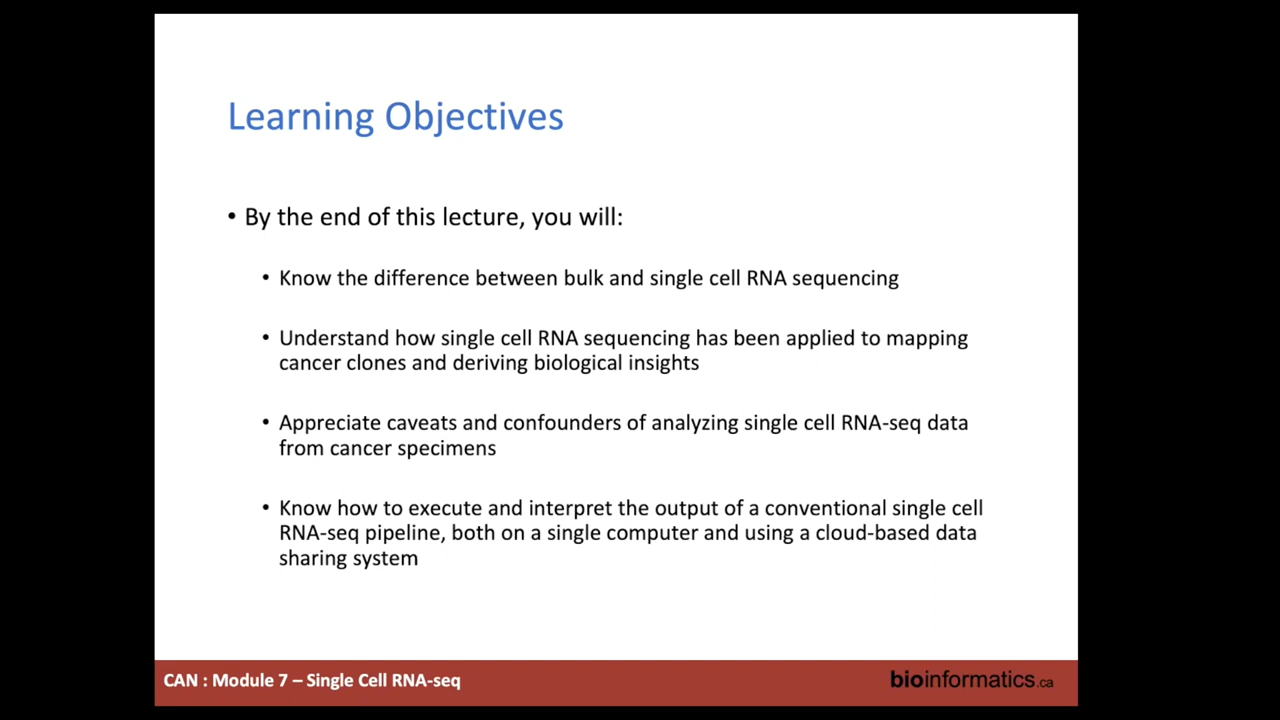 Learning Objectives
• By the end of this lecture, you will:
• Know the difference between bulk and single cell RNA sequencing
• Understand how single cell RNA sequencing has been applied to mapping
cancer clones and deriving biological insights
• Appreciate caveats and confounders of analyzing single cell RNA-seq data
from cancer specimens
• Know how to execute and interpret the output of a conventional single cell
RNA-seq pipeline, both on a single computer and using a cloud-based data
sharing system
CAN : Module 7 – Single Cell RNA-seq
bioinformatics.ca